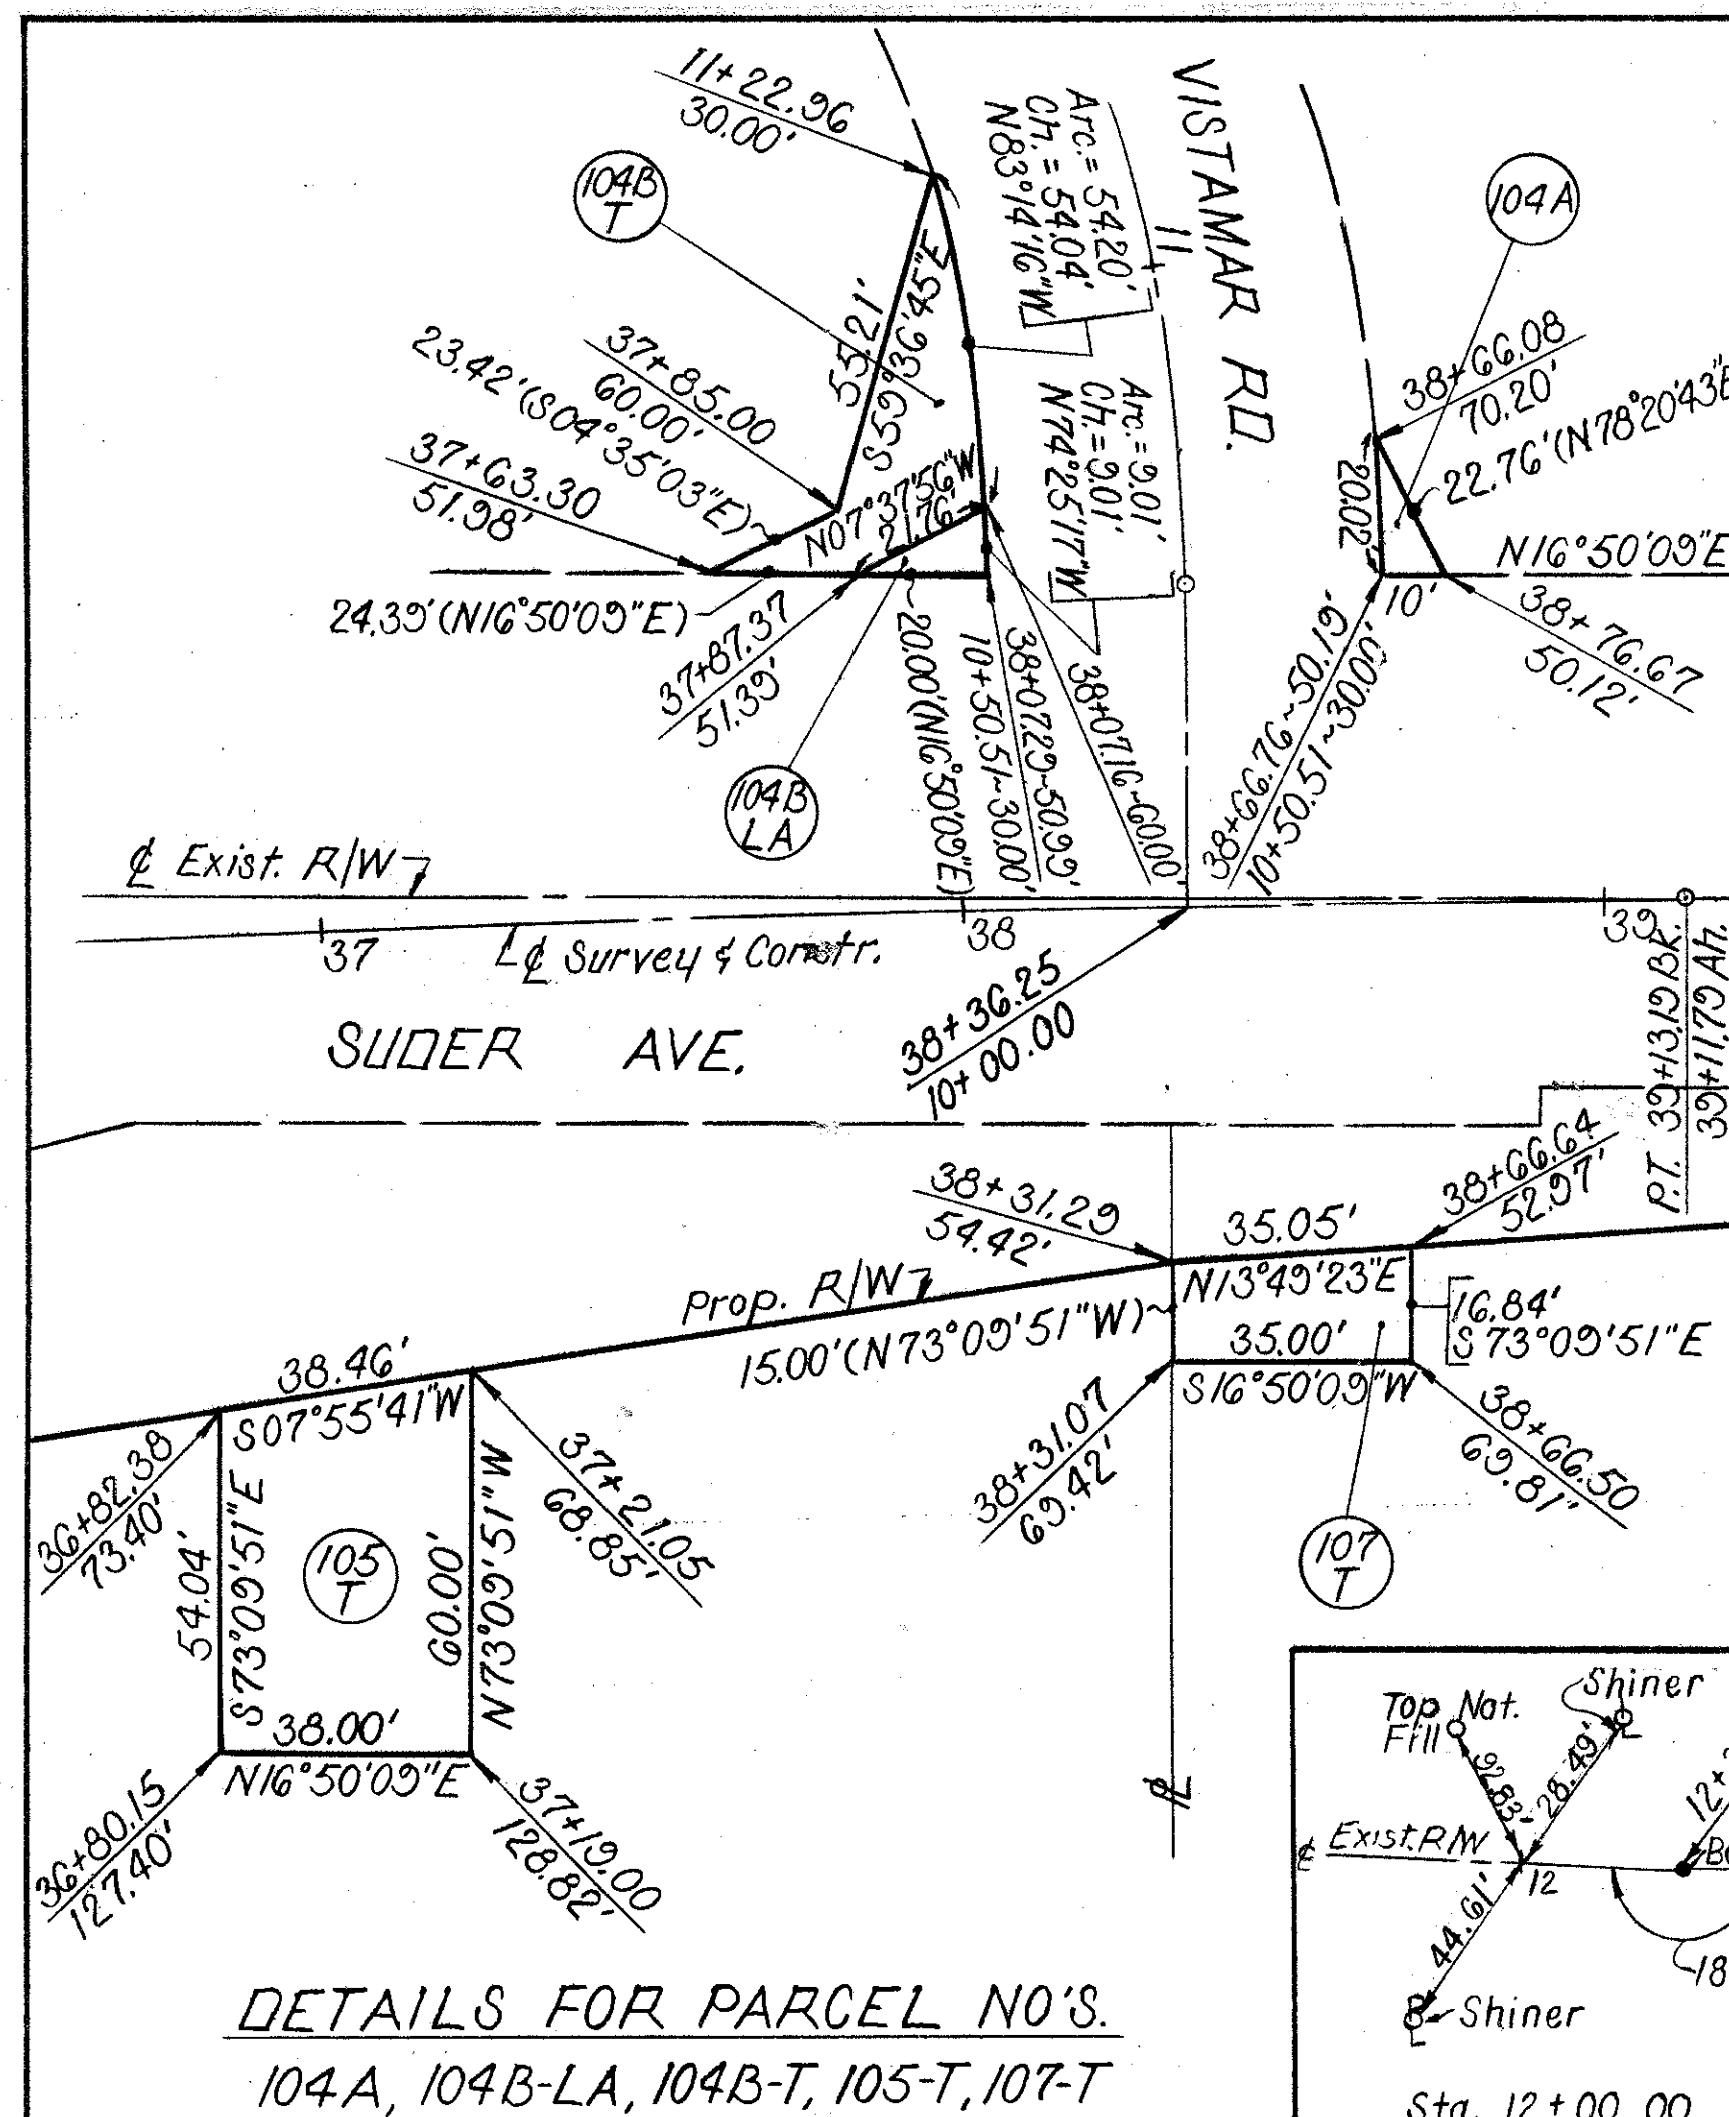 11+22.96
30.00'
104B
T
Arc.= 54.20'
Ch. = 54.04'
N83°14'16"W
VISTAMAR RD.
11
104A
55.21'
S59°36'45"E
37+85.00
60.00'
23.42'(S04°35'03"E)
37+63.30
51.98'
N07°37'56"W
21.76'
Arc.= 9.01'
Ch.= 9.01'
N74°25'17"W
38+66.08
70.20'
22.76'(N78°20'43"E
20.02'
N16°50'09"E
10'
38+76.67
50.12'
24.39'(N16°50'09"E)
37+87.37
51.39'
104B
LA
20.00'(N16°50'09"E)
38+07.29~50.99'
10+50.51~30.00'
38+07.16~60.00'
38+66.76~50.19'
10+50.51~30.00'
℄ Exist. R/W
37
℄ Survey & Constr.
38
39
P.T. 39+13.19 Bk.
39+11.79 Ah.
SUDER AVE.
38+36.25
10+00.00
38+31.29
54.42'
35.05'
N13°49'23"E
38+66.64
52.97'
Prop. R/W
15.00'(N73°09'51"W)
35.00'
S16°50'09"W
16.84'
S73°09'51"E
38.46'
S07°55'41"W
36+82.38
73.40'
54.04'
S73°09'51"E
105
T
60.00'
N73°09'51"W
37+21.05
68.85'
38+31.07
69.42'
38+66.50
69.81'
107
T
38.00'
N16°50'09"E
36+80.15
127.40'
37+19.00
128.82'
Top Nat.
Fill
Shiner
92.83'
28.49'
12+
℄ Exist. R/W
12
44.61'
18
Shiner
Sta. 12+00.00
DETAILS FOR PARCEL NO'S.
104A, 104B-LA, 104B-T, 105-T, 107-T